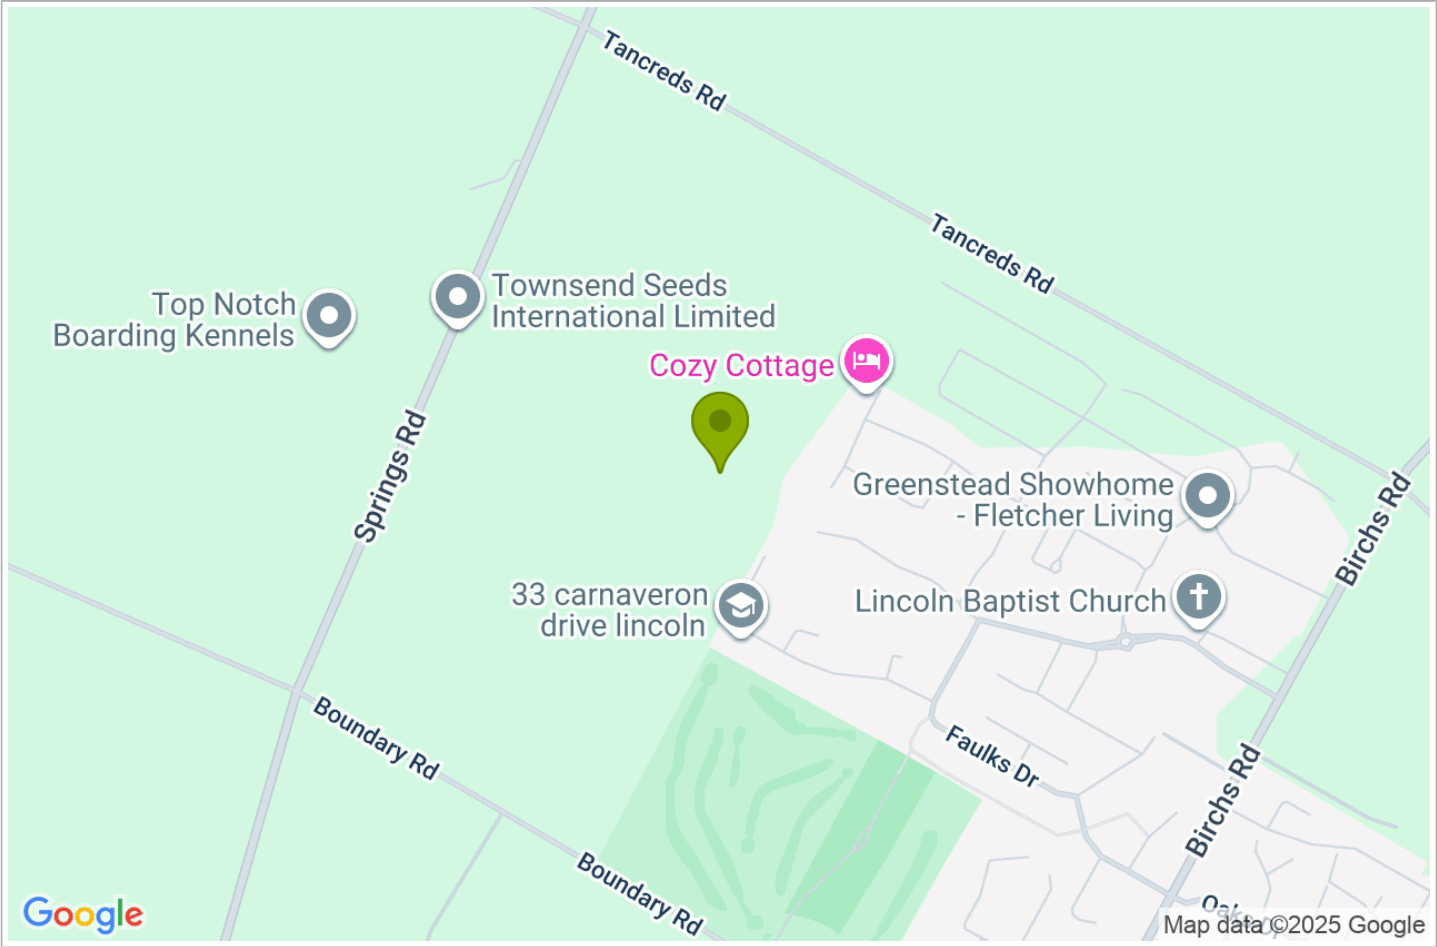 Tancreds Rd
Tancreds Rd
Townsend Seeds
International Limited
Top Notch
Boarding Kennels
Cozy Cottage
Springs Rd
Greenstead Showhome
- Fletcher Living
Birchs Rd
33 carnaveron
drive lincoln
Lincoln Baptist Church
Boundary Rd
Faulks Dr
Birchs Rd
Boundary Rd
Oaks Dr
Google
Map data ©2025 Google